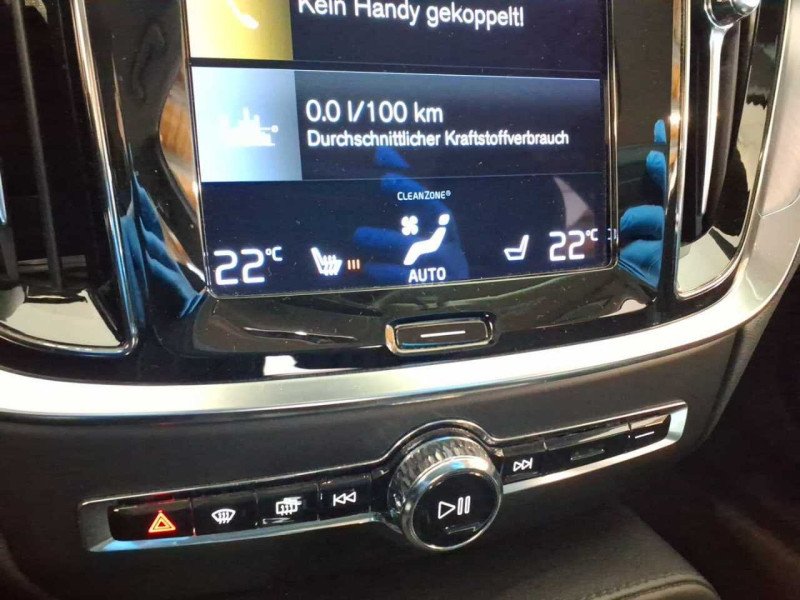 Kein Handy gekoppelt!
0.0 l/100 km
Durchschnittlicher Kraftstoffverbrauch
CLEANZONE®
22°C
22°C
AUTO